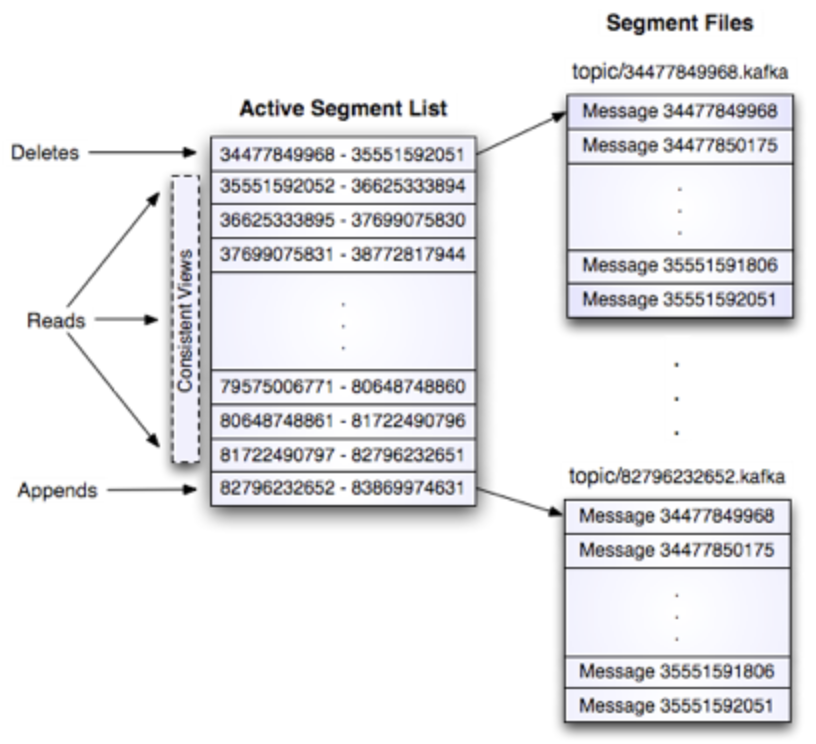 Segment Files
topic/34477849968.kafka
Message 34477849968
Message 34477850175
Message 35551591806
Message 35551592051
Active Segment List
34477849968 - 35551592051
35551592052 - 36625333894
36625333895 - 37699075830
37699075831 - 38772817944
79575006771 - 80648748860
80648748861 - 81722490796
81722490797 - 82796232651
82796232652 - 83869974631
Deletes
Reads
Appends
Consistent Views
topic/82796232652.kafka
Message 34477849968
Message 34477850175
Message 35551591806
Message 35551592051